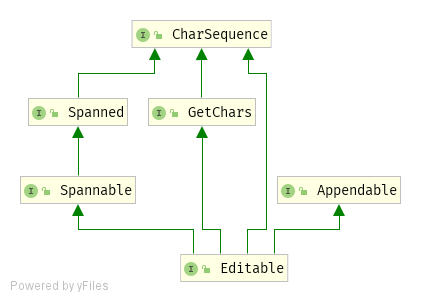 CharSequence
Spanned
GetChars
Spannable
Appendable
Editable
Powered by yFiles